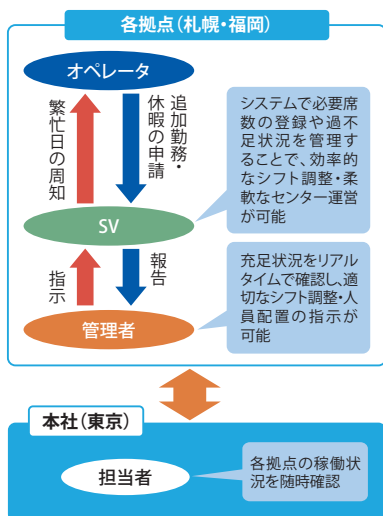 各拠点（札幌・福岡）
オペレータ
繁忙日の周知
追加勤務・
休暇の申請
システムで必要席
数の登録や過不
足状況を管理す
ることで、効率的
なシフト調整・柔
軟なセンター運営
が可能
SV
指示
報告
充足状況をリアル
タイムで確認し、適
切なシフト調整・人
員配置の指示が
可能
管理者
本社（東京）
担当者
各拠点の稼働状
況を随時確認